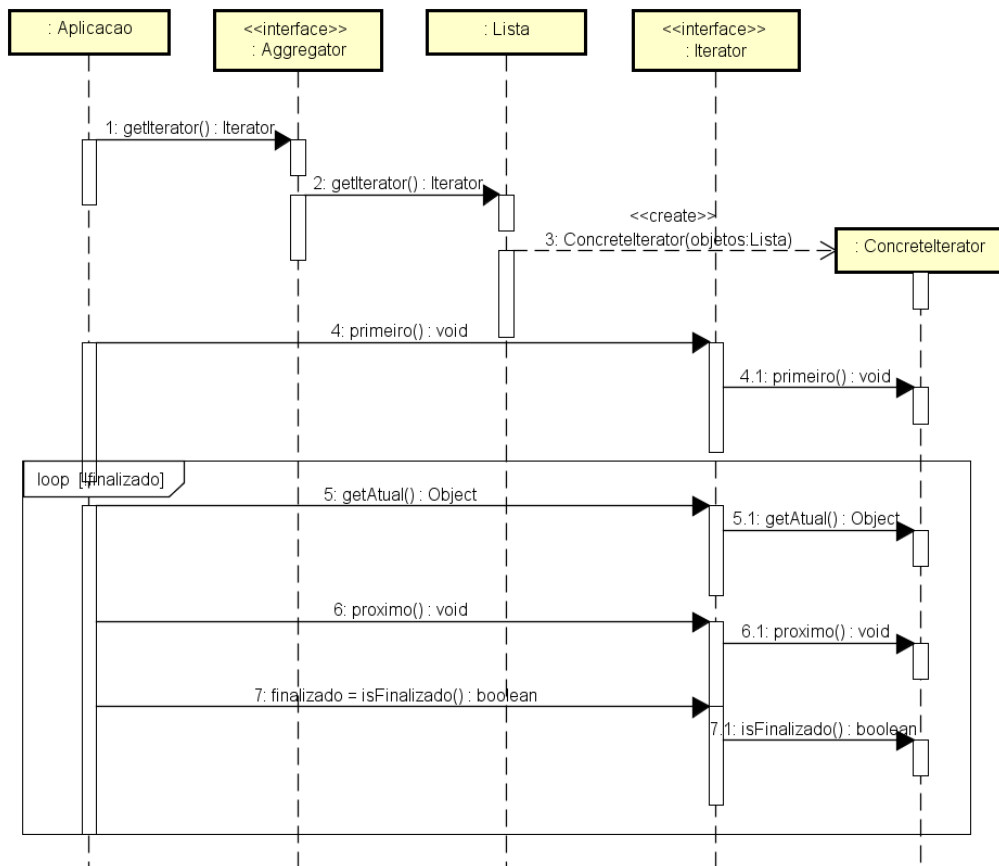 : Aplicacao
<<interface>>
: Aggregator
: Lista
<<interface>>
: Iterator
1: getIterator() : Iterator
2: getIterator() : Iterator
<<create>>
3: ConcreteIterator(objetos:Lista)
: ConcreteIterator
4: primeiro() : void
4.1: primeiro() : void
loop [!finalizado]
5: getAtual() : Object
5.1: getAtual() : Object
6: proximo() : void
6.1: proximo() : void
7: finalizado = isFinalizado() : boolean
7.1: isFinalizado() : boolean